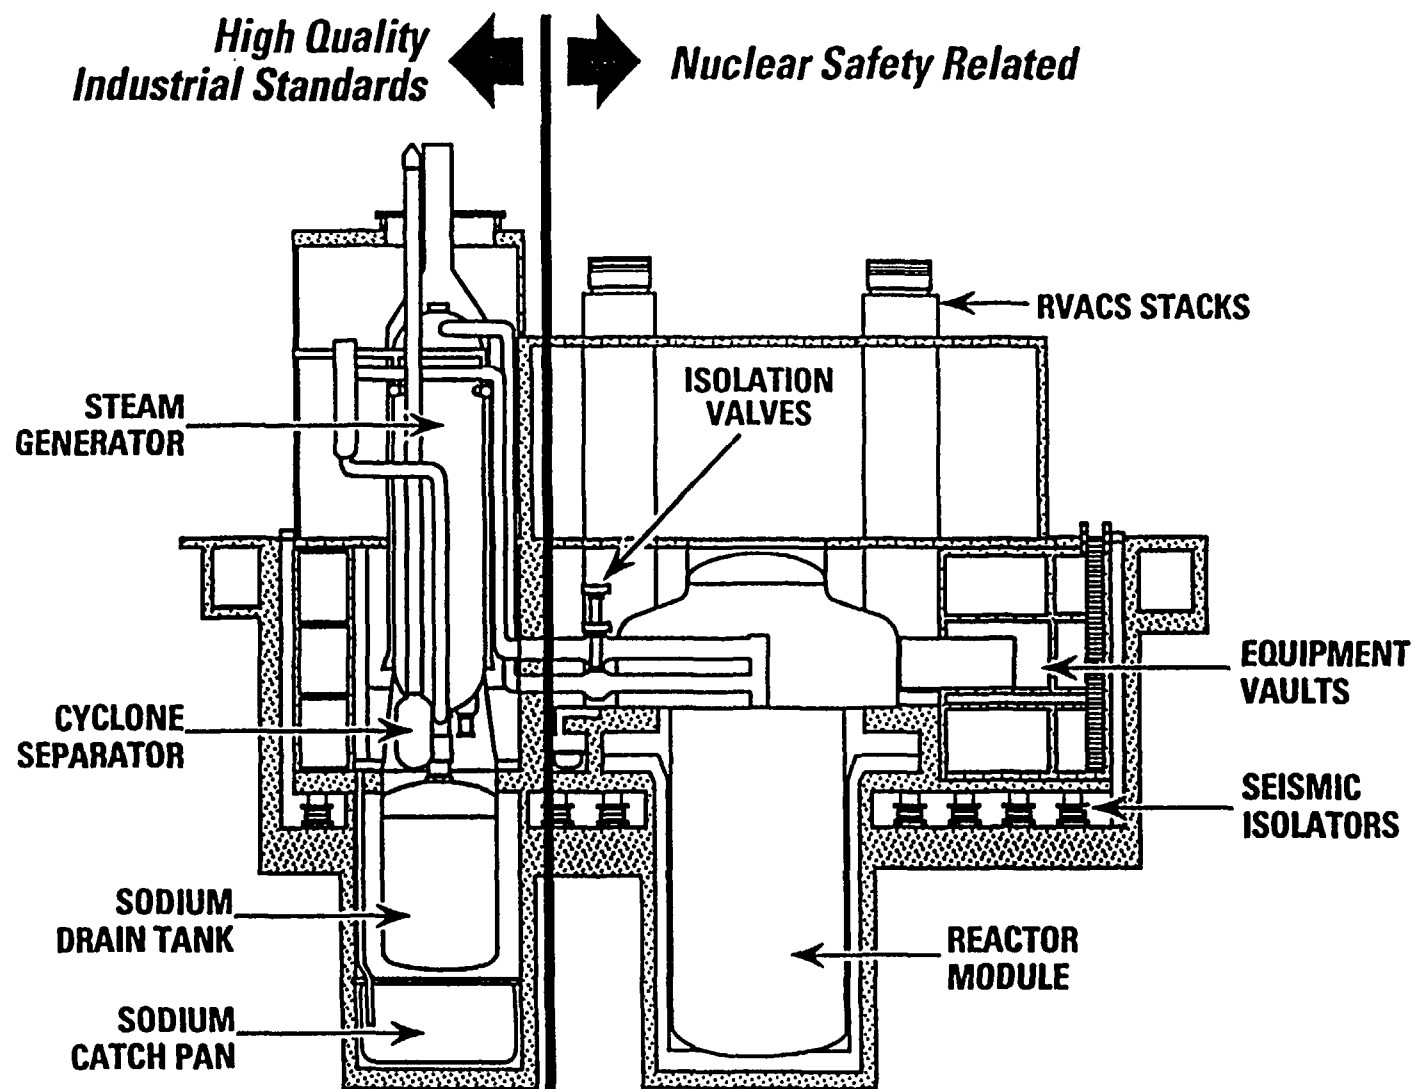 High Quality
Industrial Standards
Nuclear Safety Related
RVACS STACKS
ISOLATION
VALVES
STEAM
GENERATOR
EQUIPMENT
VAULTS
CYCLONE
SEPARATOR
SEISMIC
ISOLATORS
SODIUM
DRAIN TANK
REACTOR
MODULE
SODIUM
CATCH PAN